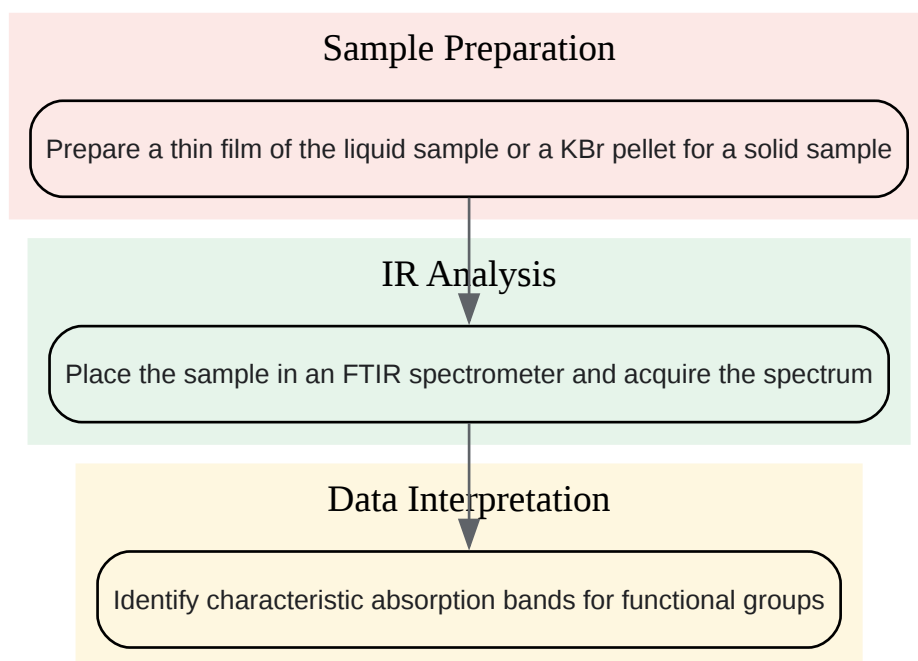 Sample Preparation
Prepare a thin film of the liquid sample or a KBr pellet for a solid sample
IR Analysis
Place the sample in an FTIR spectrometer and acquire the spectrum
Data Interpretation
Identify characteristic absorption bands for functional groups